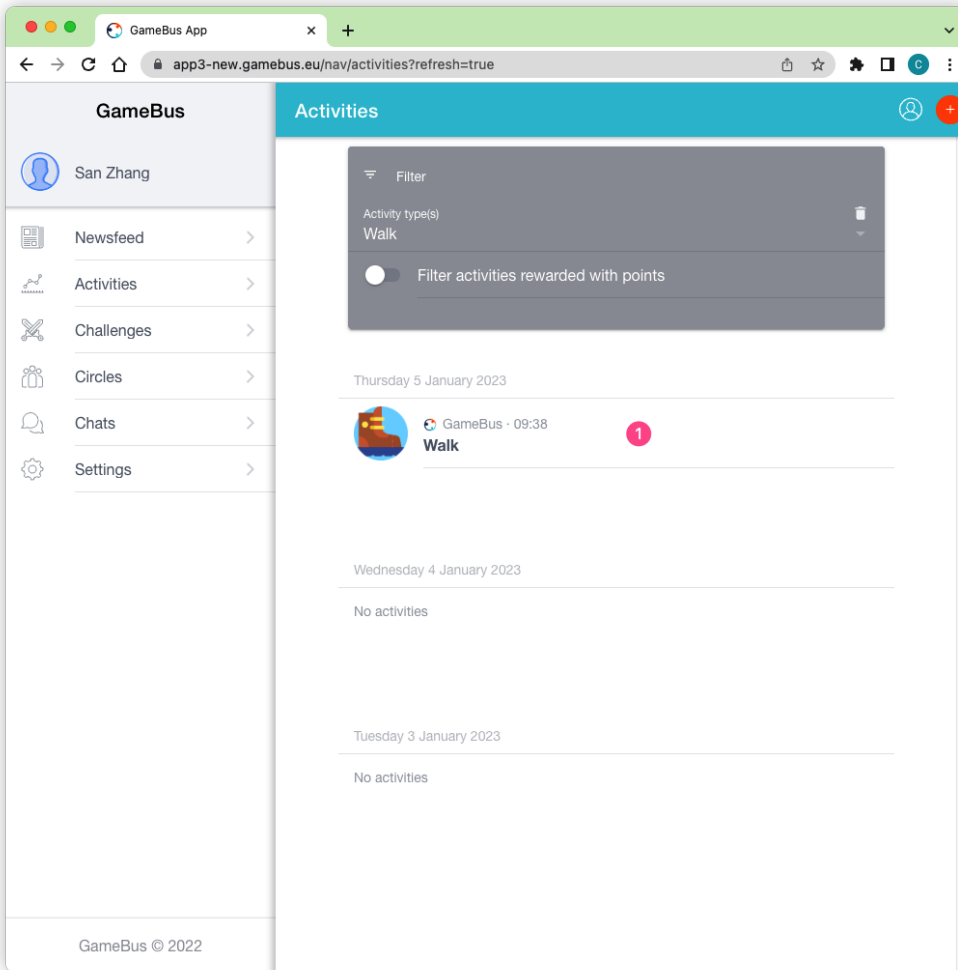 GameBus App
app3-new.gamebus.eu/nav/activities?refresh=true
C
GameBus
San Zhang
Newsfeed
Activities
Challenges
Circles
Chats
Settings
GameBus © 2022
Activities
Filter
Activity type(s)
Walk
Filter activities rewarded with points
Thursday 5 January 2023
GameBus · 09:38
Walk
1
Wednesday 4 January 2023
No activities
Tuesday 3 January 2023
No activities